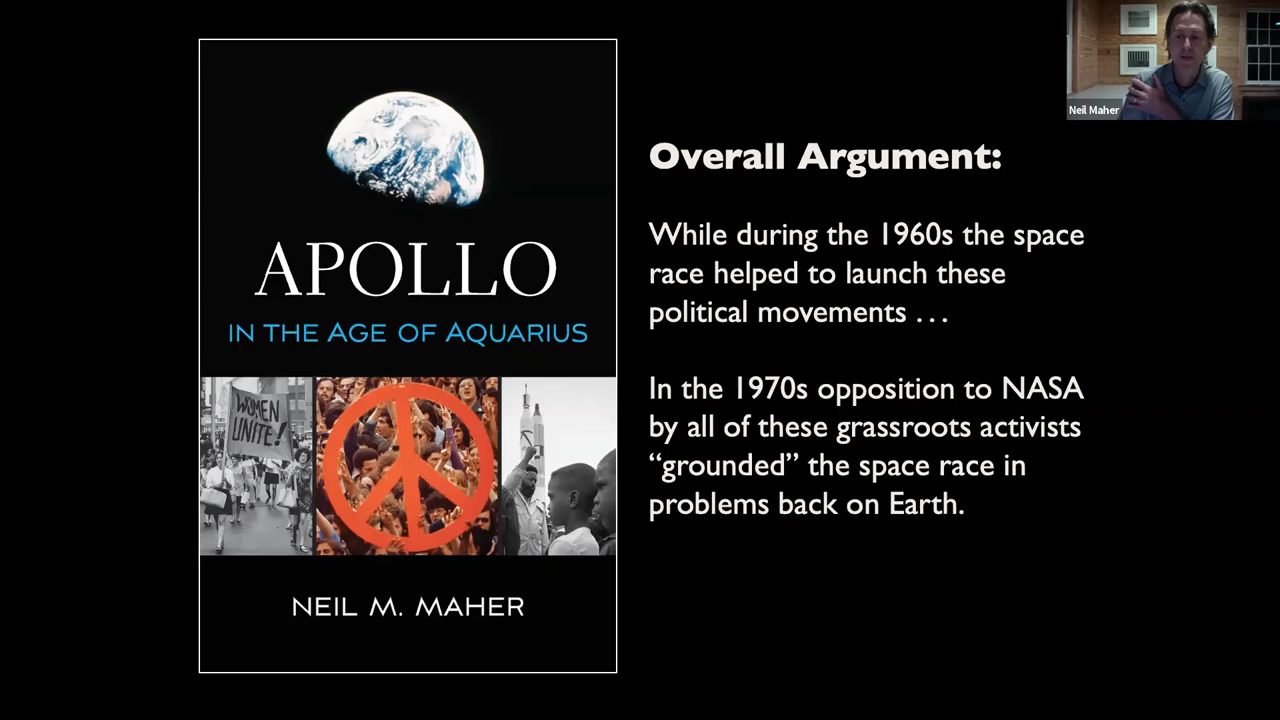 APOLLO
IN THE AGE OF AQUARIUS
WOMEN
UNITE!
NEIL M. MAHER
Overall Argument:
While during the 1960s the space
race helped to launch these
political movements . . .
In the 1970s opposition to NASA
by all of these grassroots activists
“grounded” the space race in
problems back on Earth.
Neil Maher